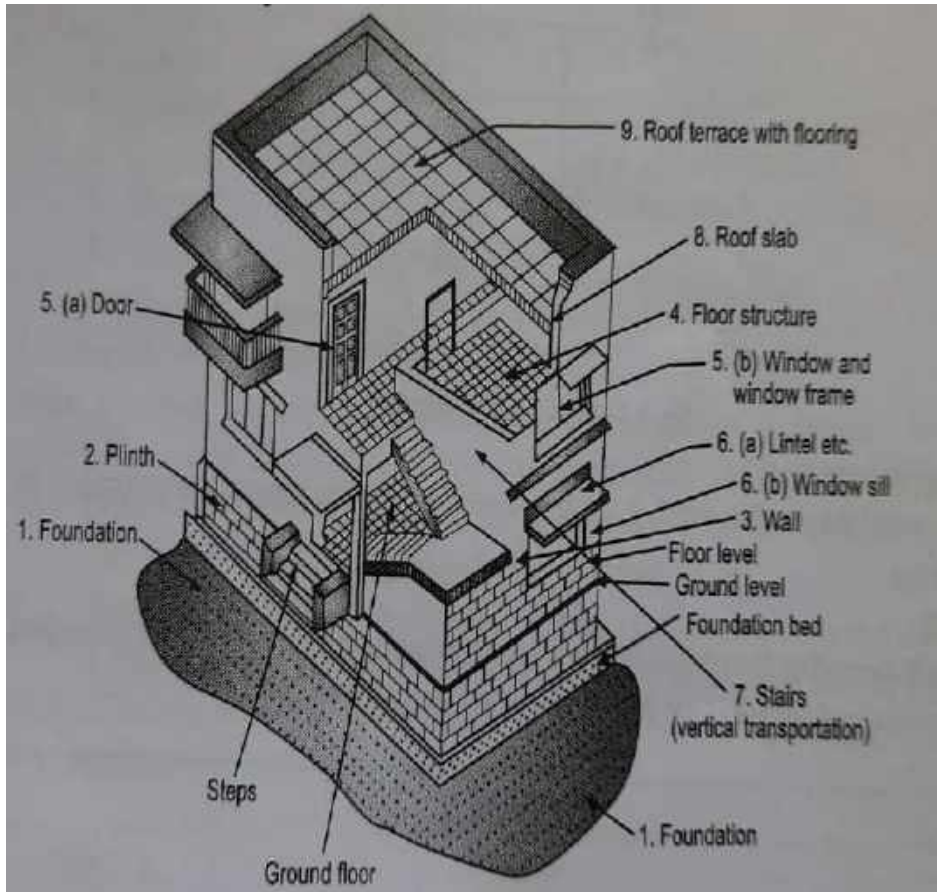 9. Roof terrace with flooring
8. Roof slab
5. (a) Door
4. Floor structure
5. (b) Window and
window frame
6. (a) Lintel etc.
2. Plinth
6. (b) Window sill
3. Wall
1. Foundation
Floor level
Ground level
Foundation bed
7. Stairs
(vertical transportation)
Steps
1. Foundation
Ground floor